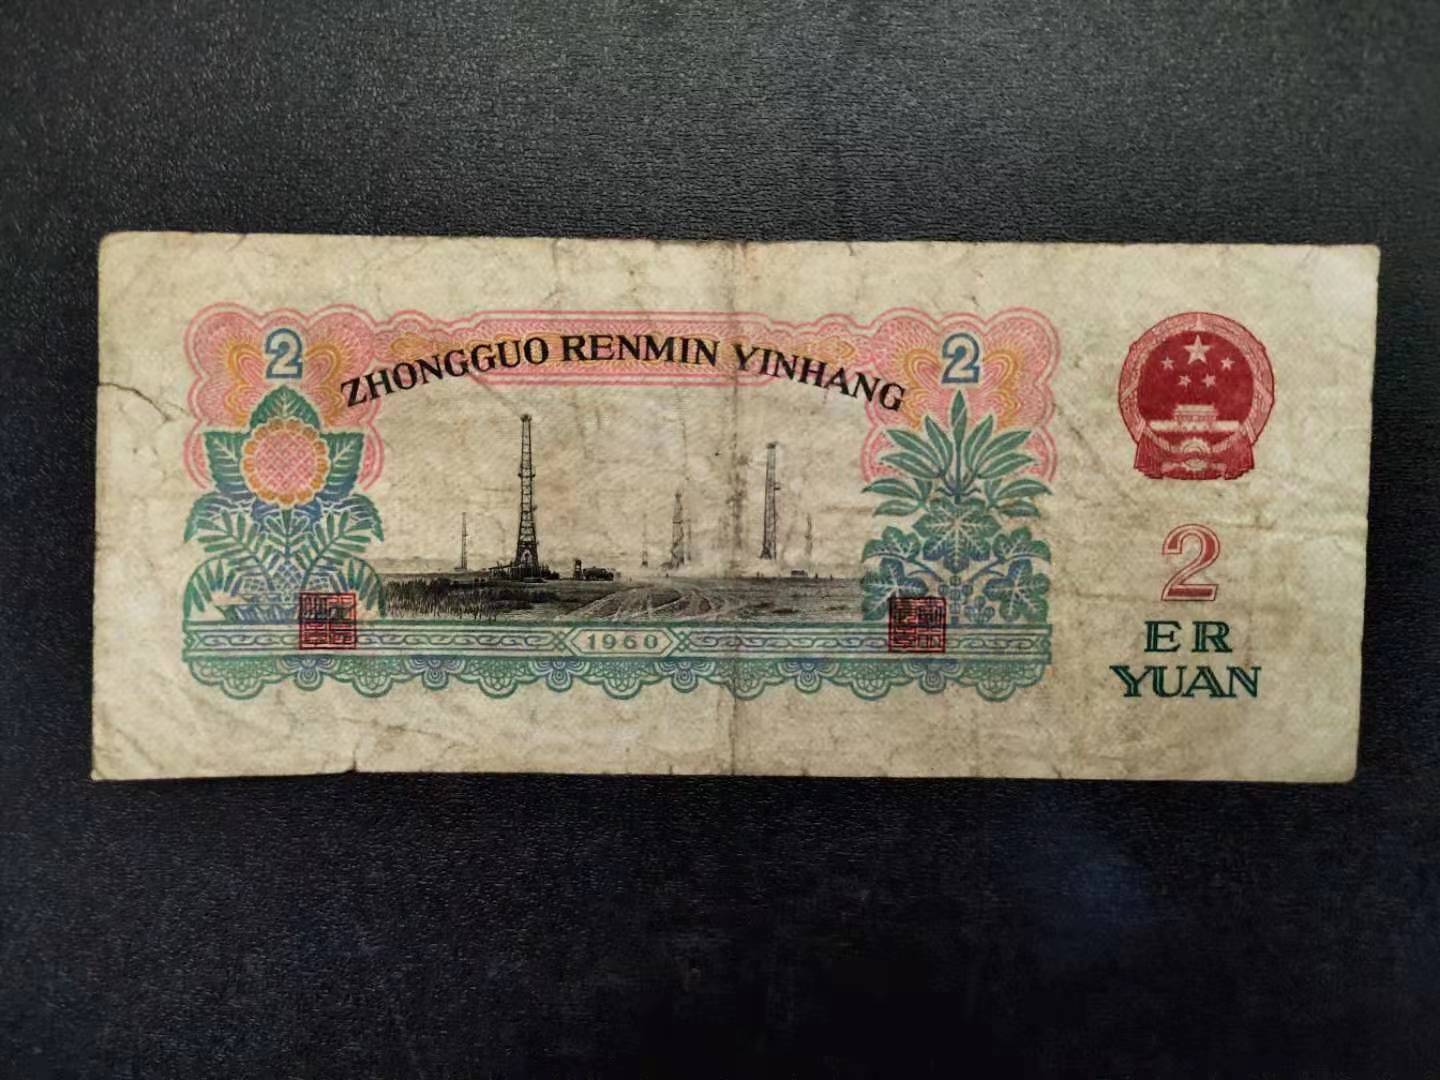 2
ZHONGGUO RENMIN YINHANG
2
1960
2
ER
YUAN